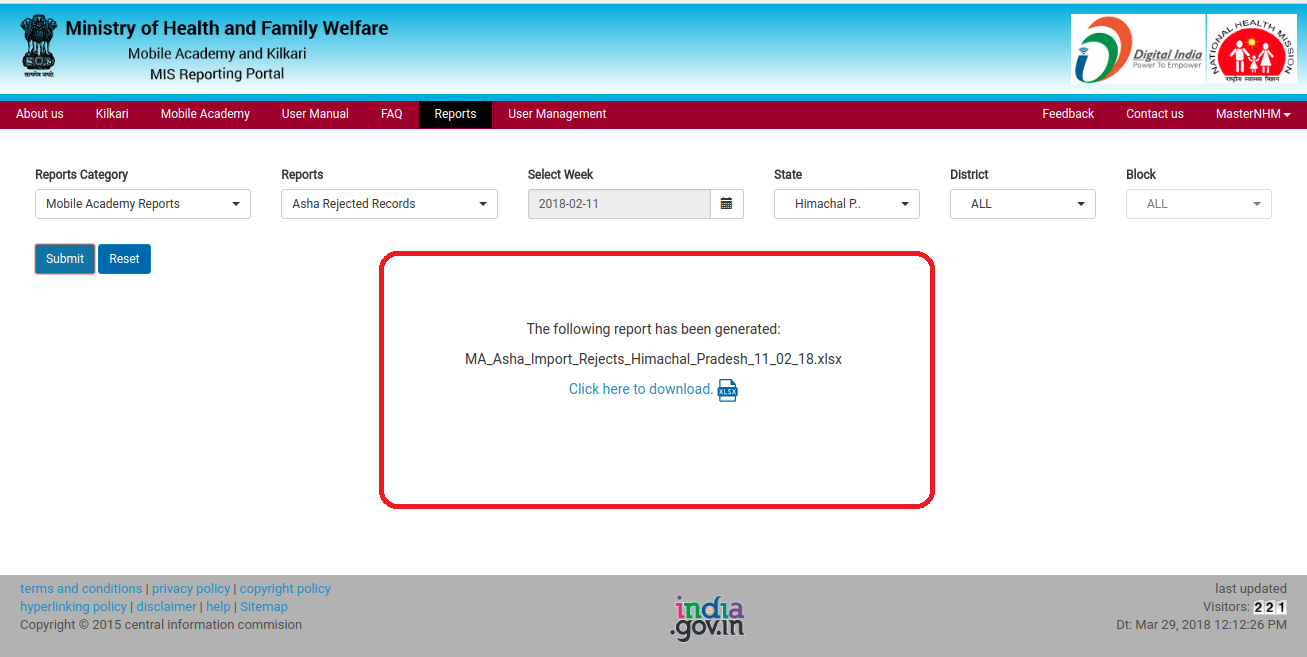 Ministry of Health and Family Welfare
Mobile Academy and Kilkari
MIS Reporting Portal
सत्यमेव जयते
Digital India
Power To Empower
NATIONAL HEALTH MISSION
राष्ट्रीय स्वास्थ्य मिशन
About us Kilkari Mobile Academy User Manual FAQ Reports User Management Feedback Contact us MasterNHM
Reports Category Reports Select Week State District Block
Mobile Academy Reports Asha Rejected Records 2018-02-11 Himachal P.. ALL ALL
Submit Reset
The following report has been generated:
MA_Asha_Import_Rejects_Himachal_Pradesh_11_02_18.xlsx
Click here to download. XLSX
terms and conditions | privacy policy | copyright policy
hyperlinking policy | disclaimer | help | Sitemap
Copyright © 2015 central information commision
india
.gov.in
last updated
Visitors: 221
Dt: Mar 29, 2018 12:12:26 PM